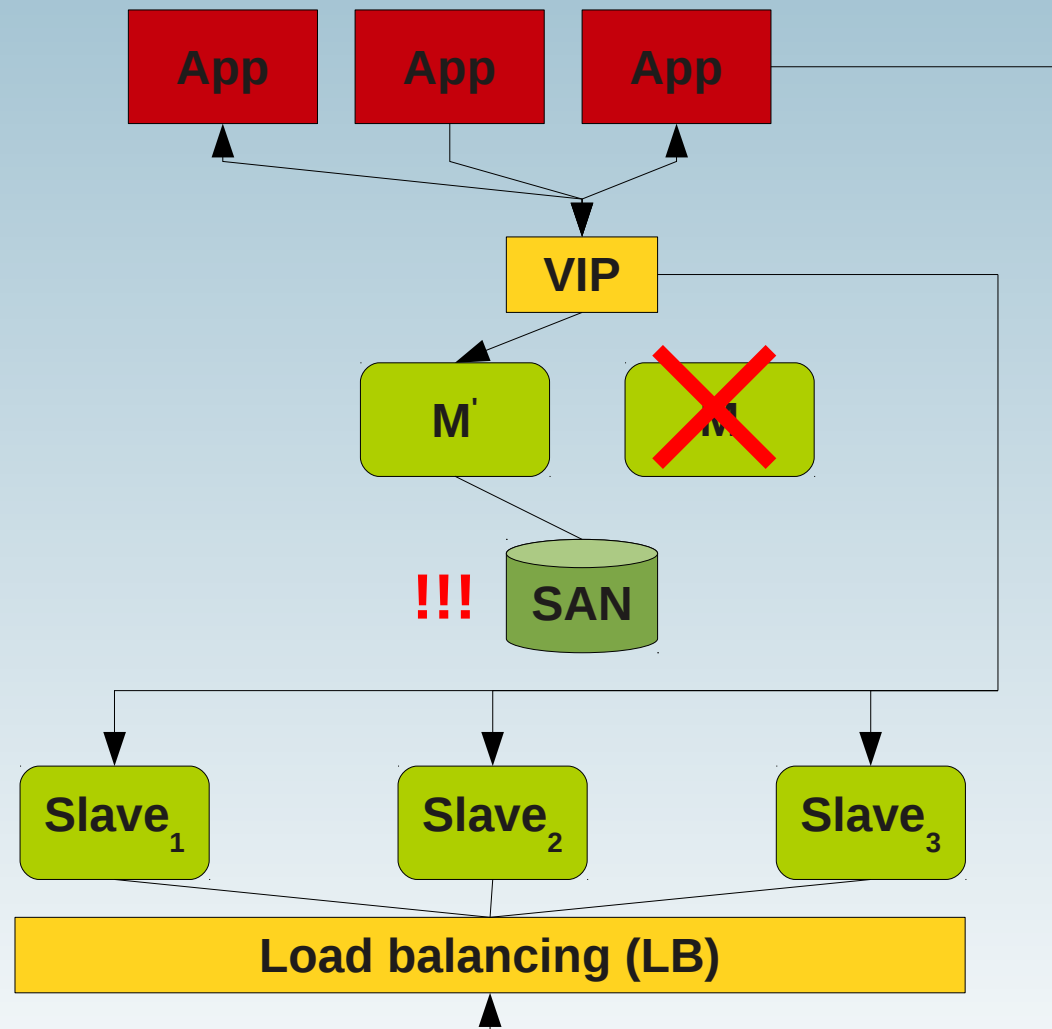 App App App
VIP
M' M
!!! SAN
Slave1 Slave2 Slave3
Load balancing (LB)